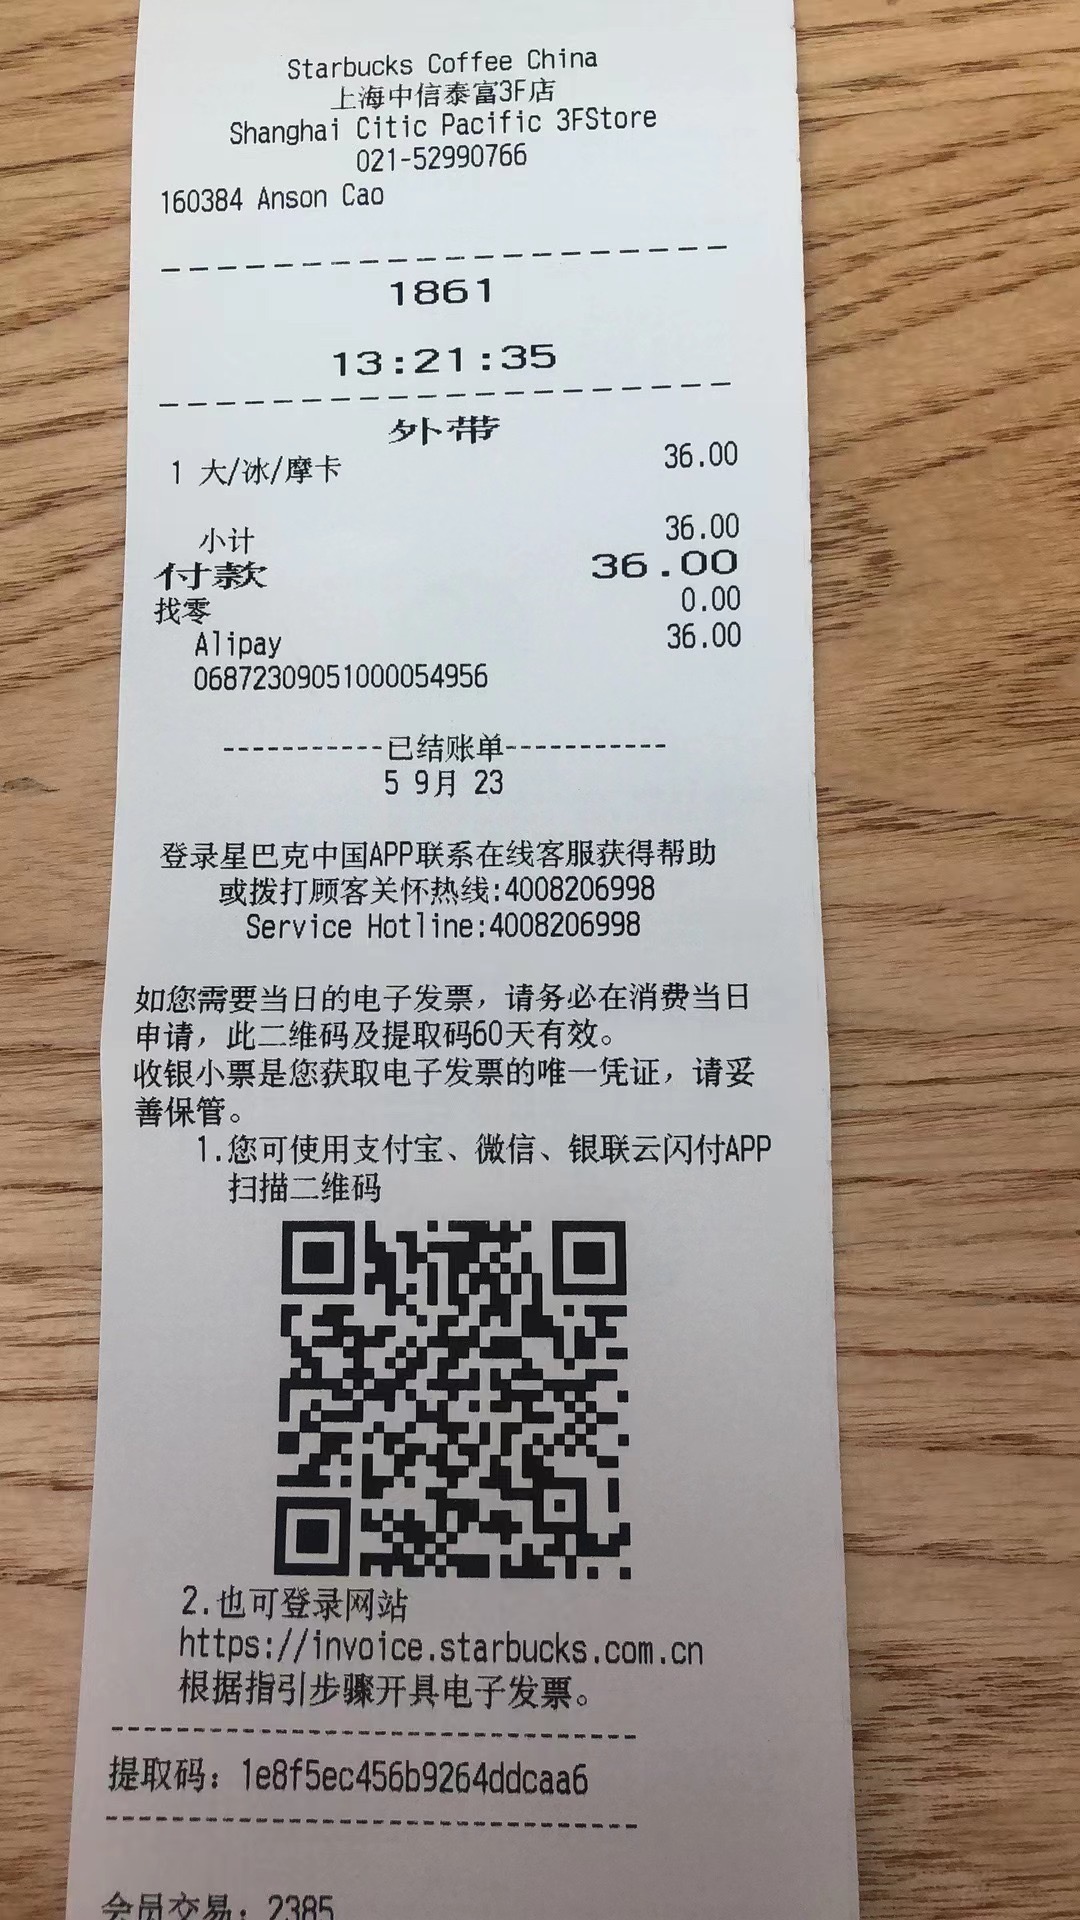 Starbucks Coffee China
上海中信泰富3F店
Shanghai Citic Pacific 3FStore
021-52990766
160384 Anson Cao
1861
13:21:35
外带
1 大/冰/摩卡 36.00
小计 36.00
付款 36.00
找零 0.00
Alipay 36.00
06872309051000054956
-----------已结账单-----------
5 9月 23
登录星巴克中国APP联系在线客服获得帮助
或拨打顾客关怀热线:4008206998
Service Hotline:4008206998
如您需要当日的电子发票，请务必在消费当日
申请，此二维码及提取码60天有效。
收银小票是您获取电子发票的唯一凭证，请妥
善保管。
1.您可使用支付宝、微信、银联云闪付APP
扫描二维码
2.也可登录网站
https://invoice.starbucks.com.cn
根据指引步骤开具电子发票。
提取码：1e8f5ec456b9264ddcaa6
会员交易：2385